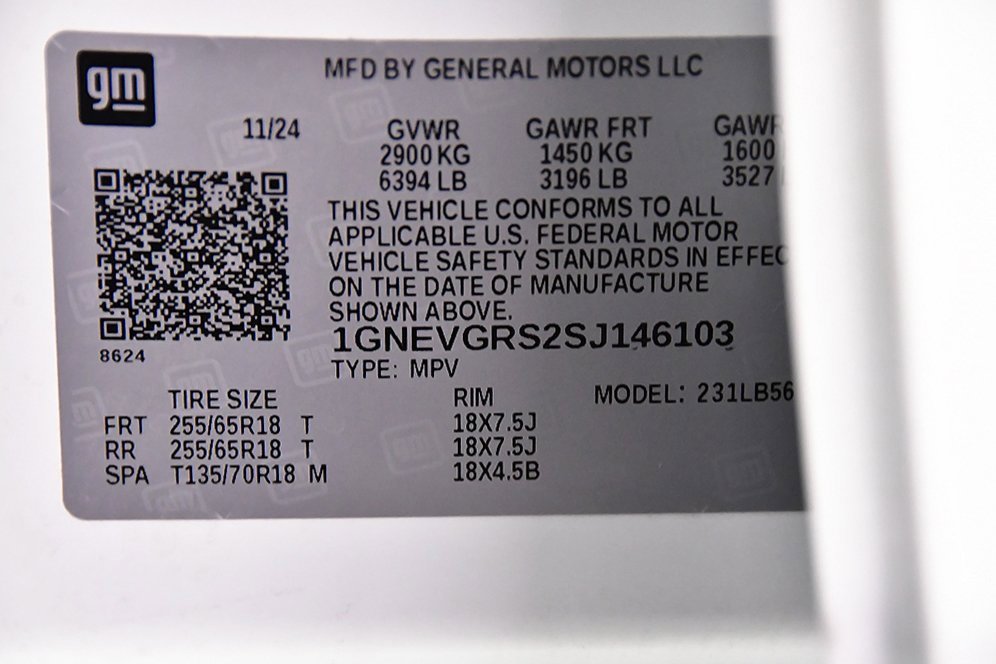 gm
MFD BY GENERAL MOTORS LLC
11/24 GVWR GAWR FRT GAWR
2900 KG 1450 KG 1600
6394 LB 3196 LB 3527
THIS VEHICLE CONFORMS TO ALL
APPLICABLE U.S. FEDERAL MOTOR
VEHICLE SAFETY STANDARDS IN EFFEC
ON THE DATE OF MANUFACTURE
SHOWN ABOVE.
1GNEVGRS2SJ146103
8624
TYPE: MPV
TIRE SIZE RIM MODEL: 231LB56
FRT 255/65R18 T 18X7.5J
RR 255/65R18 T 18X7.5J
SPA T135/70R18 M 18X4.5B